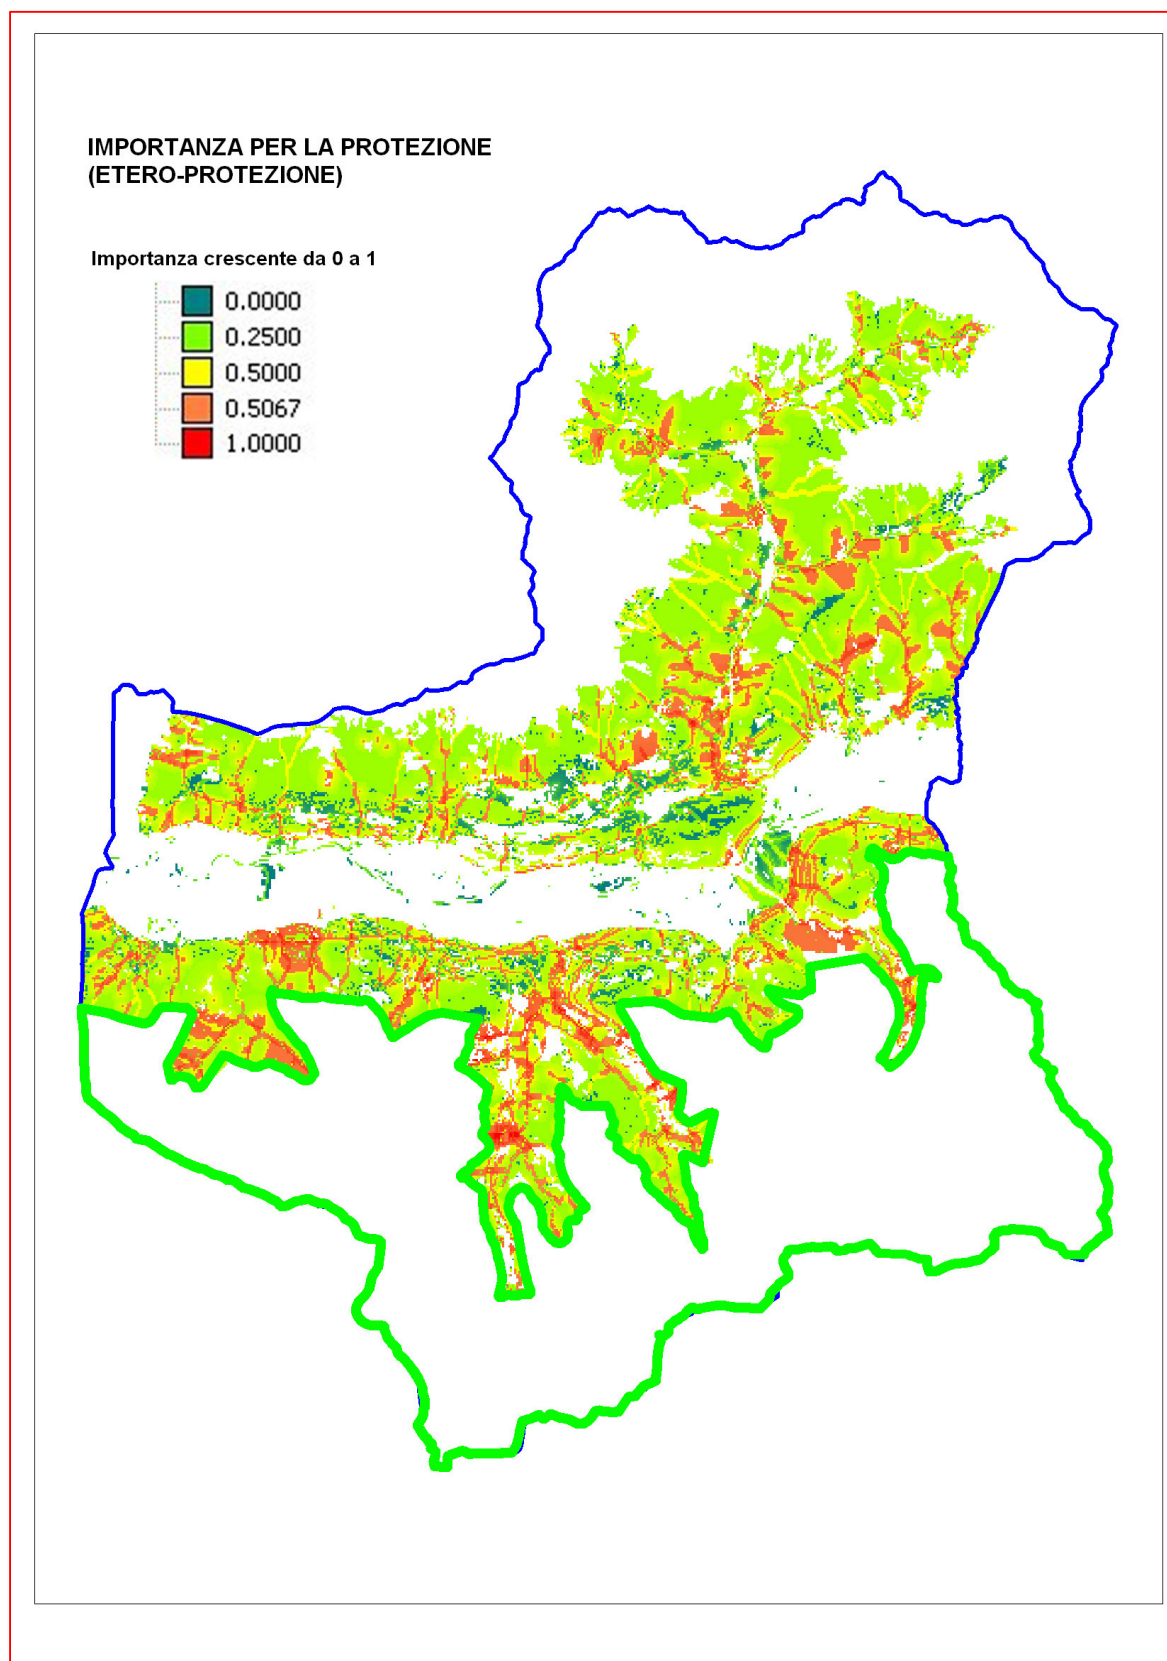 IMPORTANZA PER LA PROTEZIONE
(ETERO-PROTEZIONE)
Importanza crescente da 0 a 1
0.0000
0.2500
0.5000
0.5067
1.0000